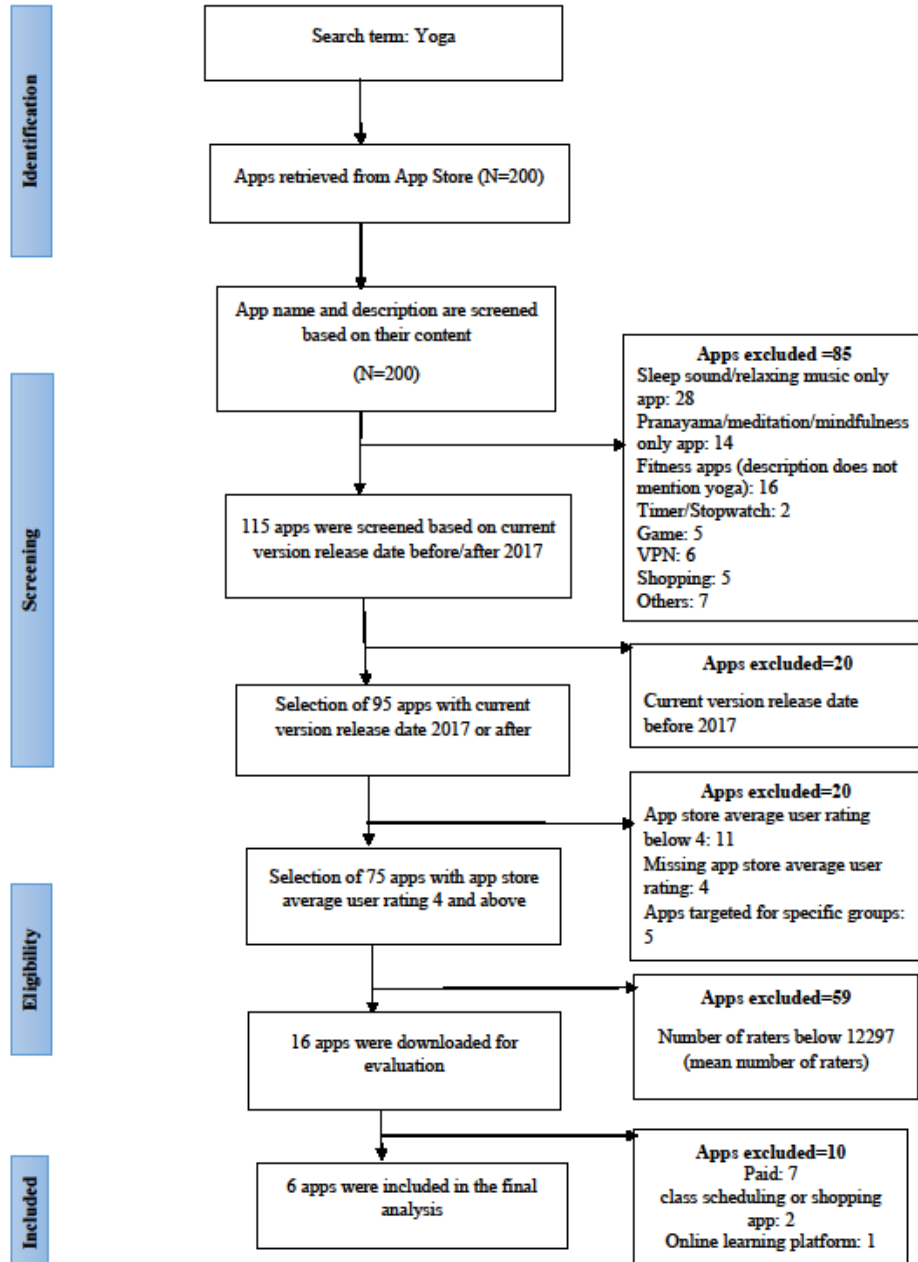 Identification
Search term: Yoga
Apps retrieved from App Store (N=200)
App name and description are screened
based on their content
(N=200)
Screening
Apps excluded =85
Sleep sound/relaxing music only
app: 28
Pranayama/meditation/mindfulness
only app: 14
Fitness apps (description does not
mention yoga): 16
Timer/Stopwatch: 2
Game: 5
VPN: 6
Shopping: 5
Others: 7
115 apps were screened based on current
version release date before/after 2017
Apps excluded=20
Current version release date
before 2017
Selection of 95 apps with current
version release date 2017 or after
Apps excluded=20
App store average user rating
below 4: 11
Missing app store average user
rating: 4
Apps targeted for specific groups:
5
Eligibility
Selection of 75 apps with app store
average user rating 4 and above
Apps excluded=59
Number of raters below 12297
(mean number of raters)
16 apps were downloaded for
evaluation
Included
Apps excluded=10
Paid: 7
class scheduling or shopping
app: 2
Online learning platform: 1
6 apps were included in the final
analysis